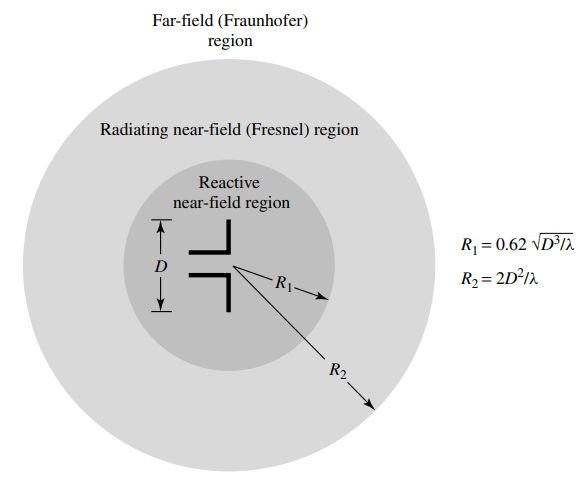 Far-field (Fraunhofer)
region
Radiating near-field (Fresnel) region
Reactive
near-field region
D
R₁
R₂
R₁ = 0.62 √D³/λ
R₂ = 2D²/λ